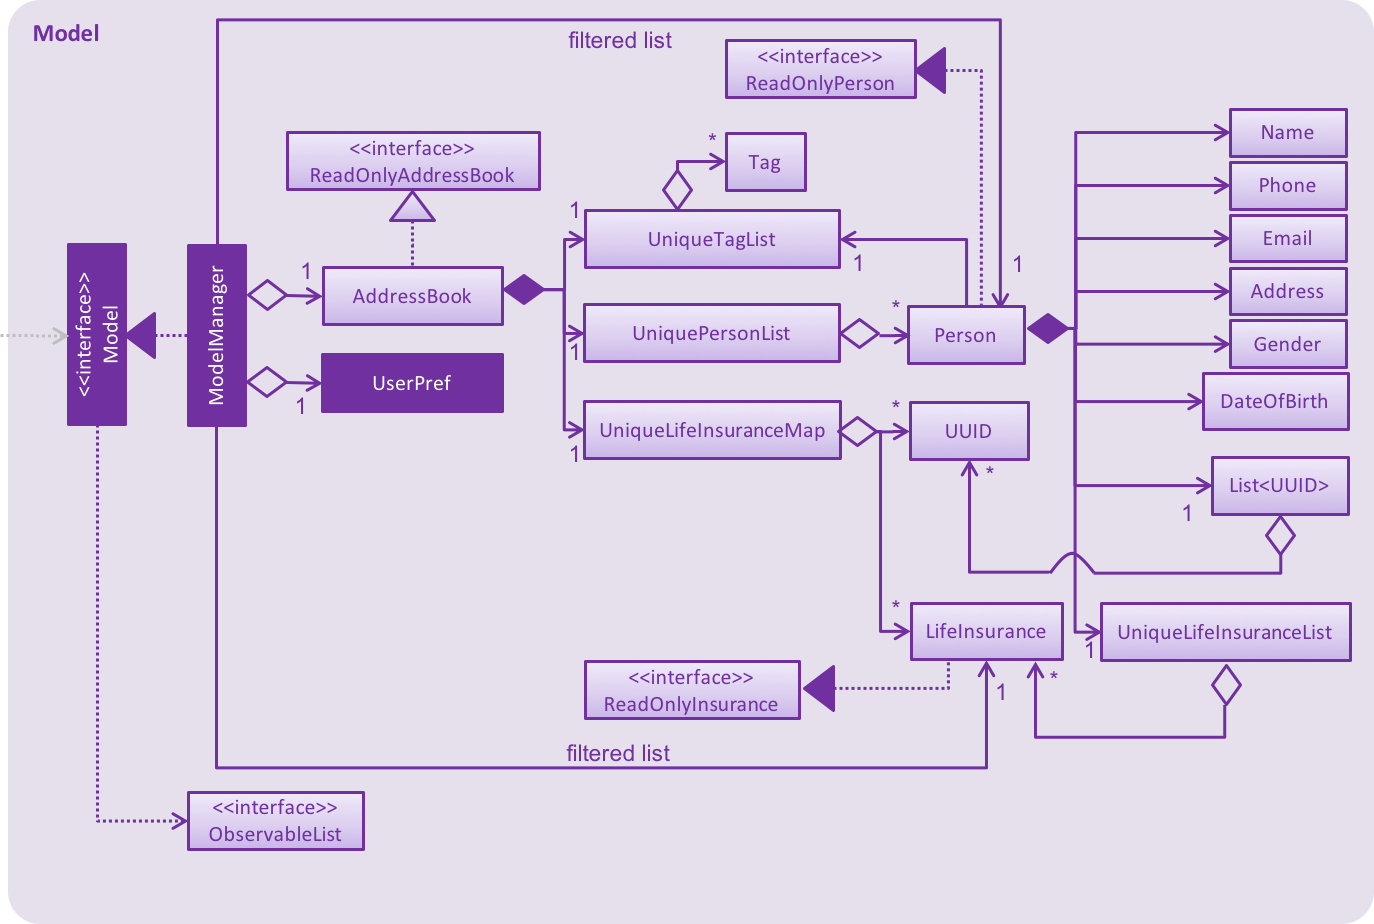 Model
filtered list
<<interface>>
ReadOnlyPerson
<<interface>>
ReadOnlyAddressBook
*
Tag
Name
Phone
Email
Address
Gender
DateOfBirth
1
UniqueTagList
1
1
<<interface>>
Model
ModelManager
1
AddressBook
1
UserPref
UniquePersonList
1
*
Person
UniqueLifeInsuranceMap
1
*
UUID
*
List<UUID>
1
*
LifeInsurance
UniqueLifeInsuranceList
1
<<interface>>
ReadOnlyInsurance
1
*
filtered list
<<interface>>
ObservableList